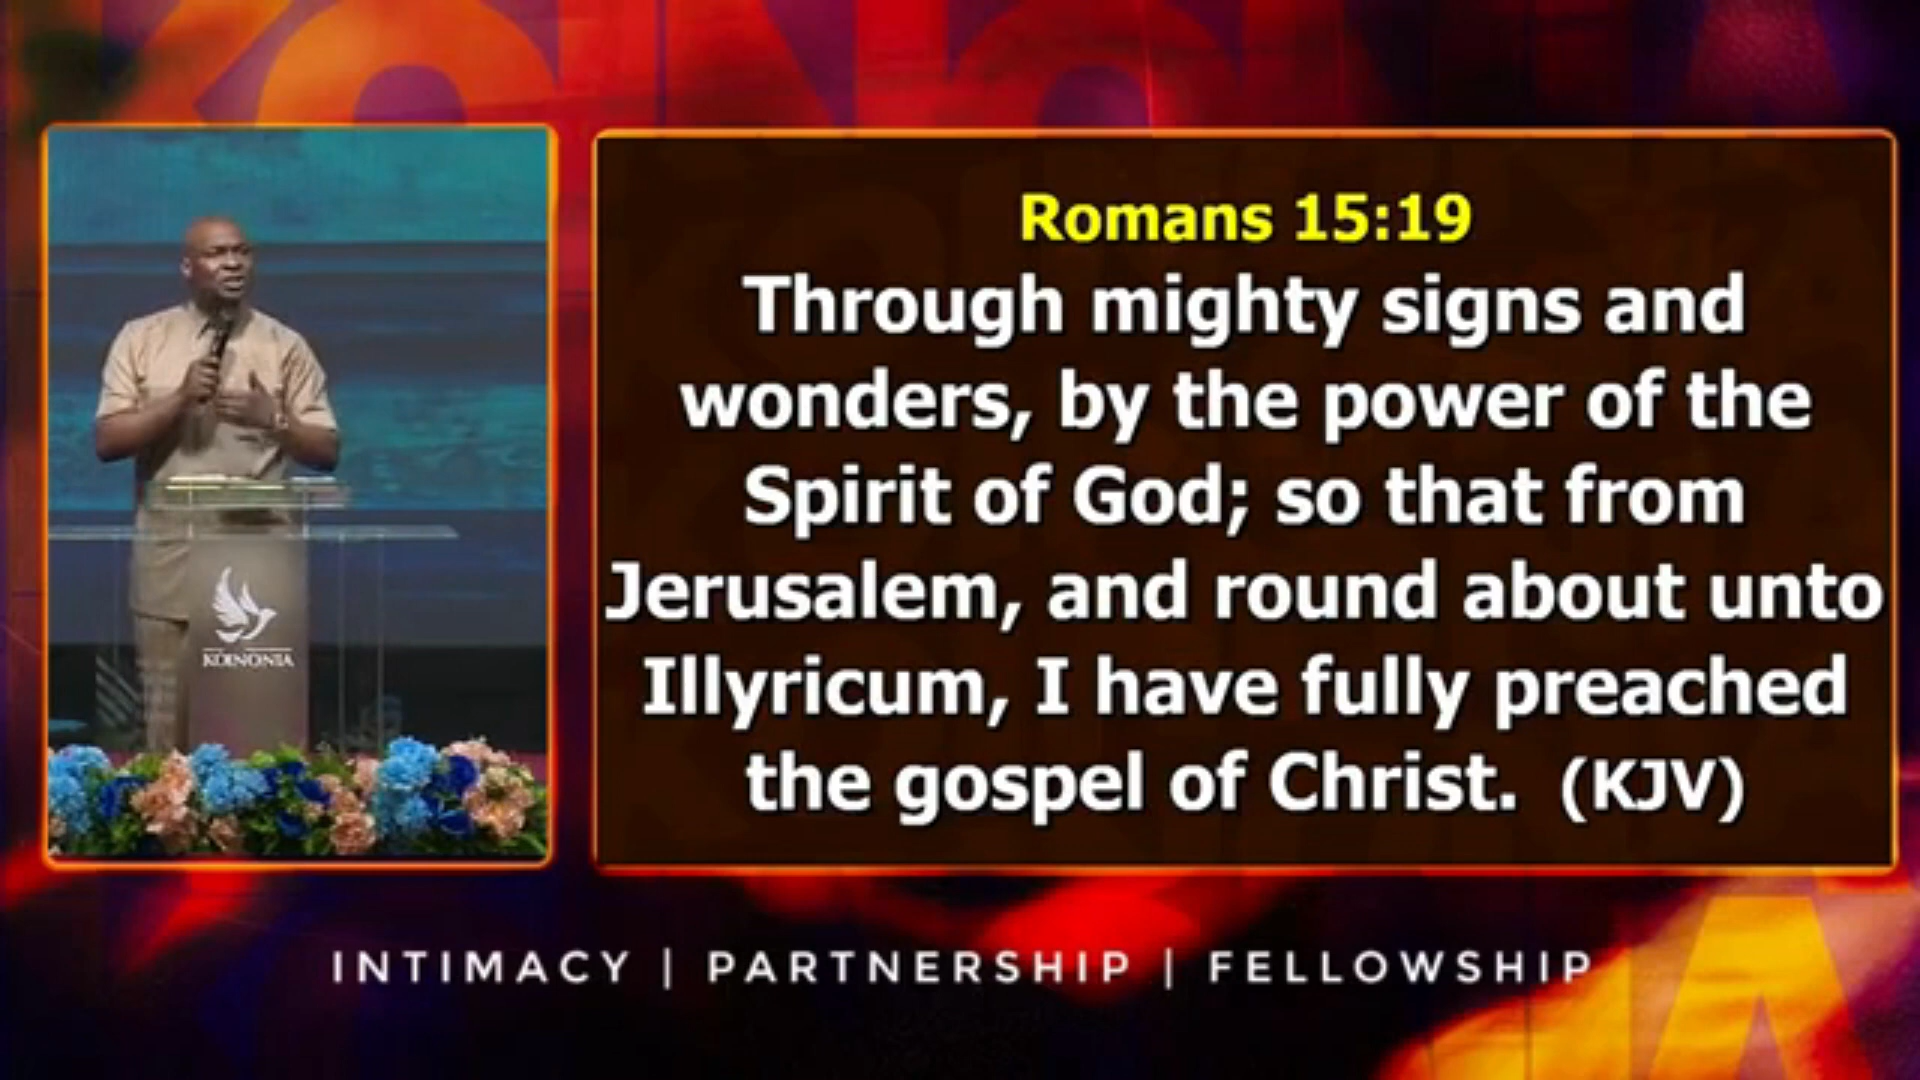 Romans 15:19
Through mighty signs and
wonders, by the power of the
Spirit of God; so that from
Jerusalem, and round about unto
Illyricum, I have fully preached
the gospel of Christ. (KJV)
KOINONIA
INTIMACY | PARTNERSHIP | FELLOWSHIP